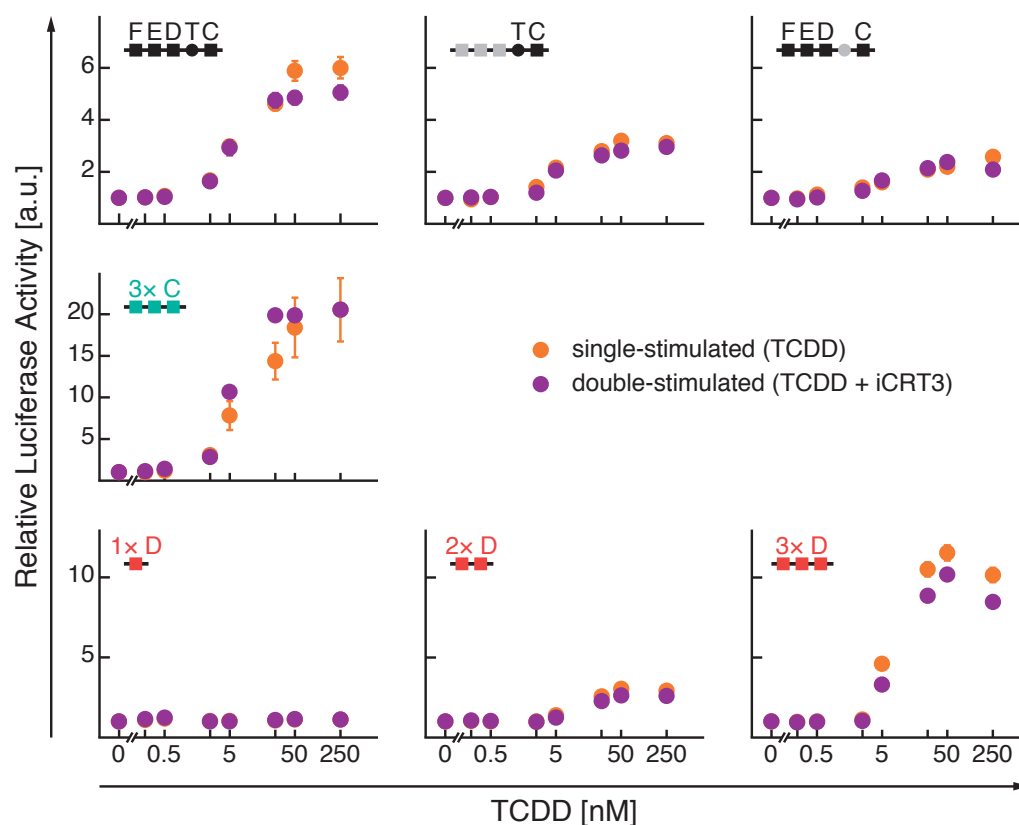 Relative Luciferase Activity [a.u.]
FEDTC
TC
FED C
6
4
2
3× C
20
15
10
5
single-stimulated (TCDD)
double-stimulated (TCDD + iCRT3)
1× D
2× D
3× D
10
5
0 0.5 5 50 250
0 0.5 5 50 250
0 0.5 5 50 250
TCDD [nM]